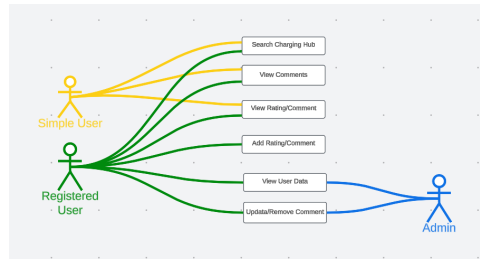 Search Charging Hub
View Comments
View Rating/Comment
Simple User
Add Rating/Comment
View User Data
Registered
User
Updata/Remove Comment
Admin